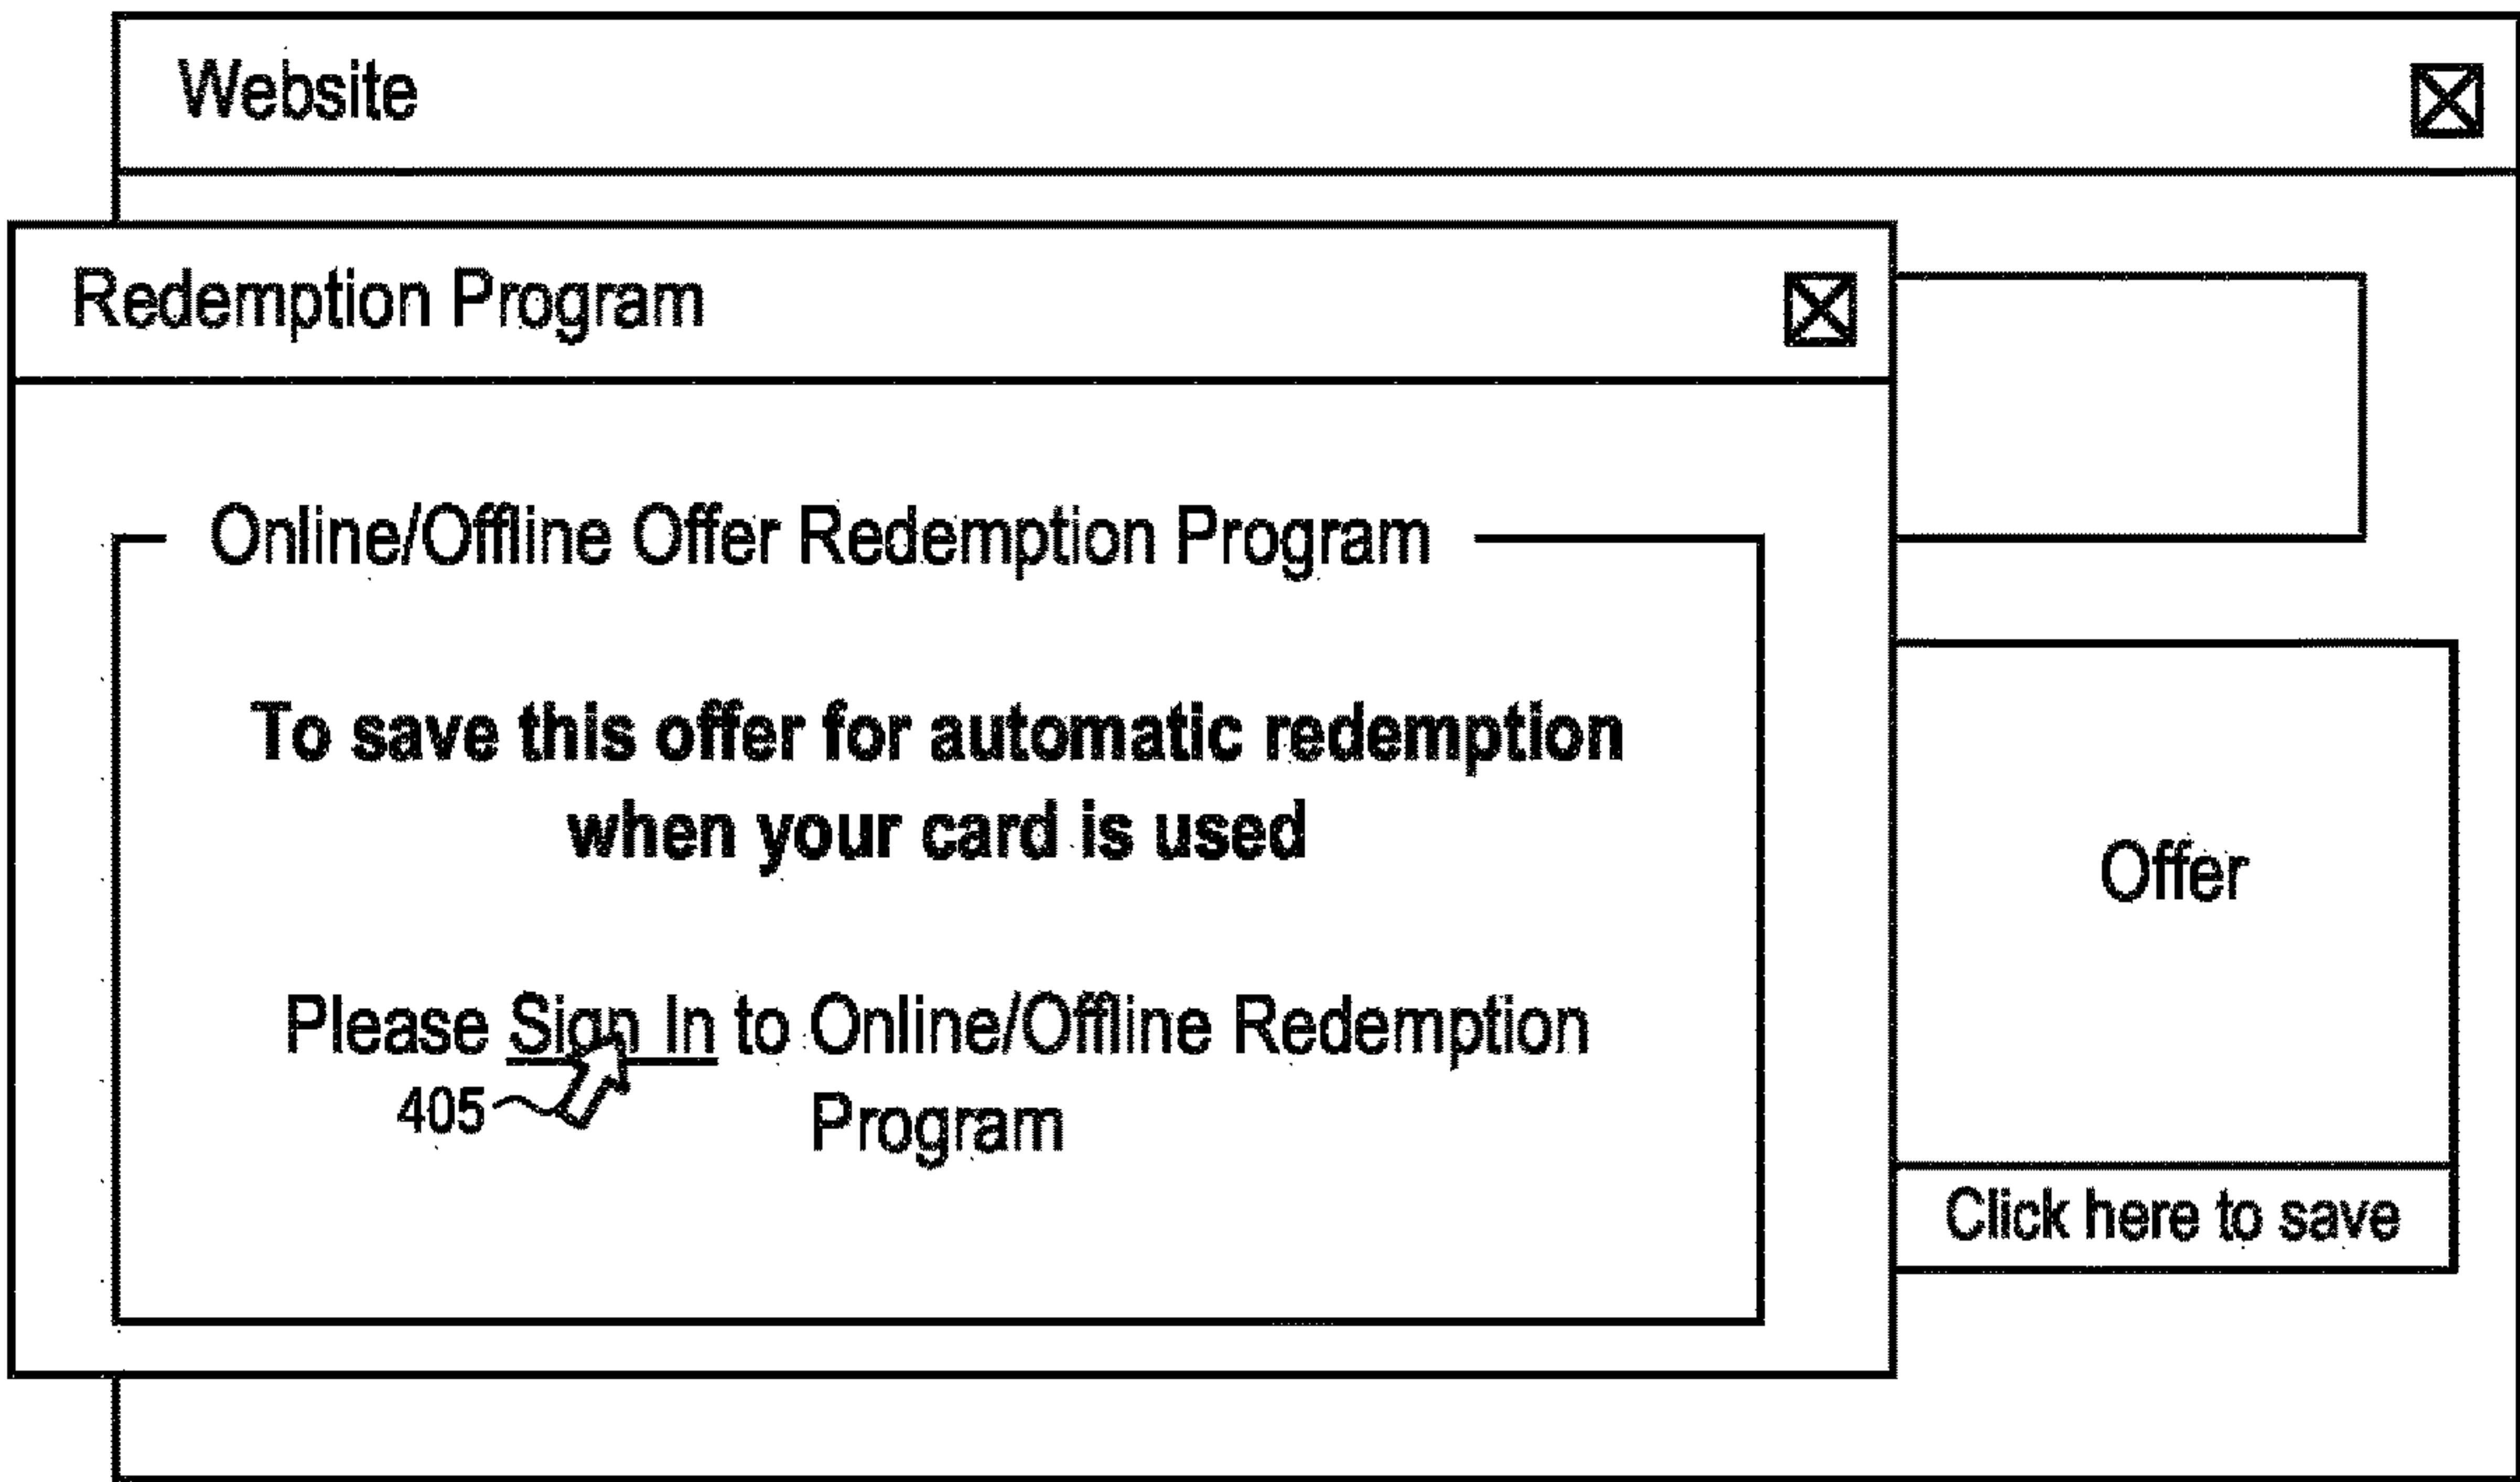 Website
Redemption Program
Online/Offline Offer Redemption Program
To save this offer for automatic redemption
when your card is used
Please Sign In to Online/Offline Redemption
405
Program
Offer
Click here to save